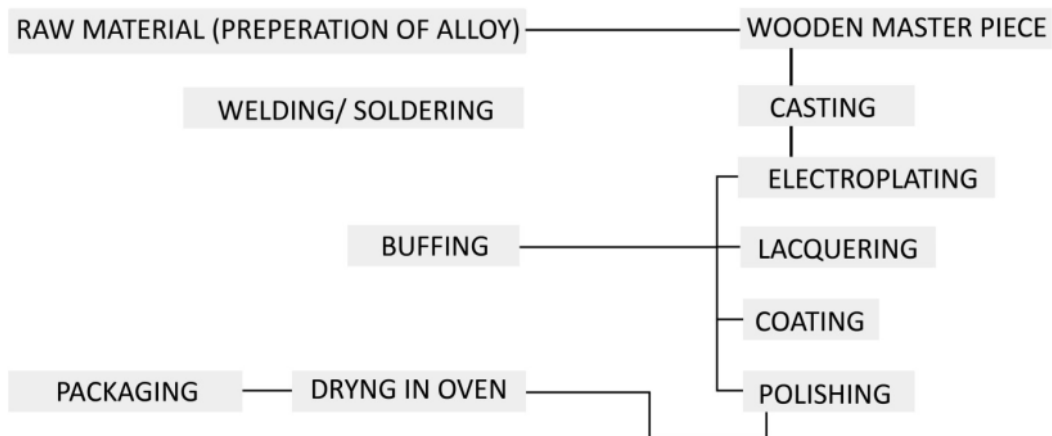 RAW MATERIAL (PREPERATION OF ALLOY)
WOODEN MASTER PIECE
WELDING/ SOLDERING
CASTING
ELECTROPLATING
BUFFING
LACQUERING
COATING
PACKAGING
DRYNG IN OVEN
POLISHING